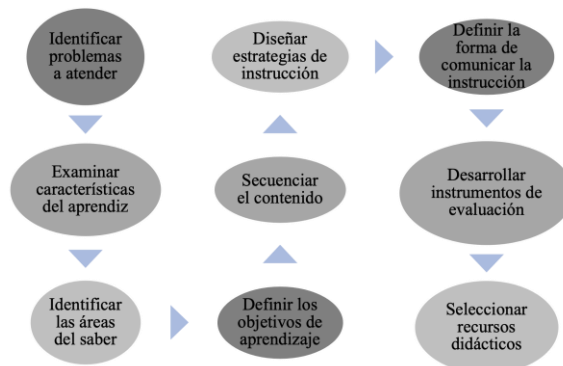 Identificar
problemas
a atender
Examinar
características
del aprendiz
Identificar
las áreas
del saber
Definir los
objetivos de
aprendizaje
Secuenciar
el contenido
Diseñar
estrategias de
instrucción
Definir la
forma de
comunicar la
instrucción
Desarrollar
instrumentos de
evaluación
Seleccionar
recursos
didácticos